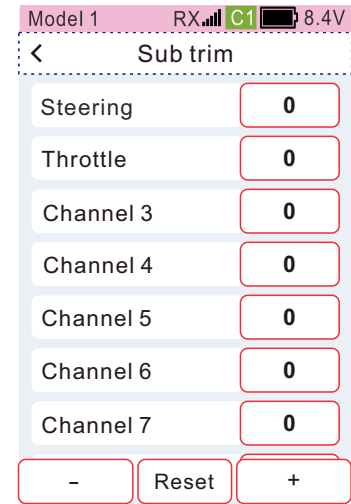 Model 1 RX C1 8.4V
< Sub trim
Steering 0
Throttle 0
Channel 3 0
Channel 4 0
Channel 5 0
Channel 6 0
Channel 7 0
- Reset +